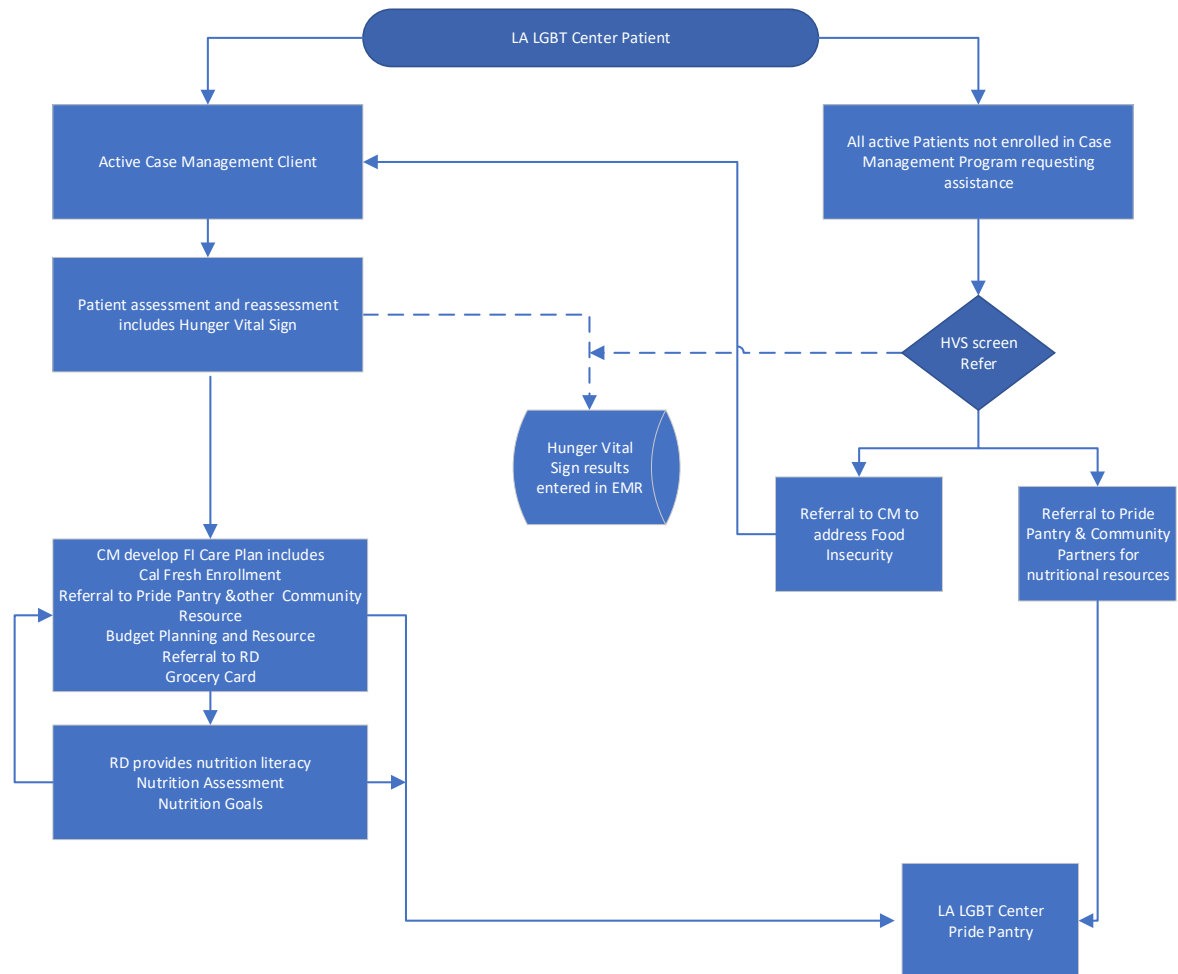 LA LGBT Center Patient
Active Case Management Client
All active Patients not enrolled in Case
Management Program requesting
assistance
Patient assessment and reassessment
includes Hunger Vital Sign
HVS screen
Refer
Hunger Vital
Sign results
entered in EMR
Referral to CM to
address Food
Insecurity
Referral to Pride
Pantry & Community
Partners for
nutritional resources
CM develop FI Care Plan includes
Cal Fresh Enrollment
Referral to Pride Pantry &other Community
Resource
Budget Planning and Resource
Referral to RD
Grocery Card
RD provides nutrition literacy
Nutrition Assessment
Nutrition Goals
LA LGBT Center
Pride Pantry